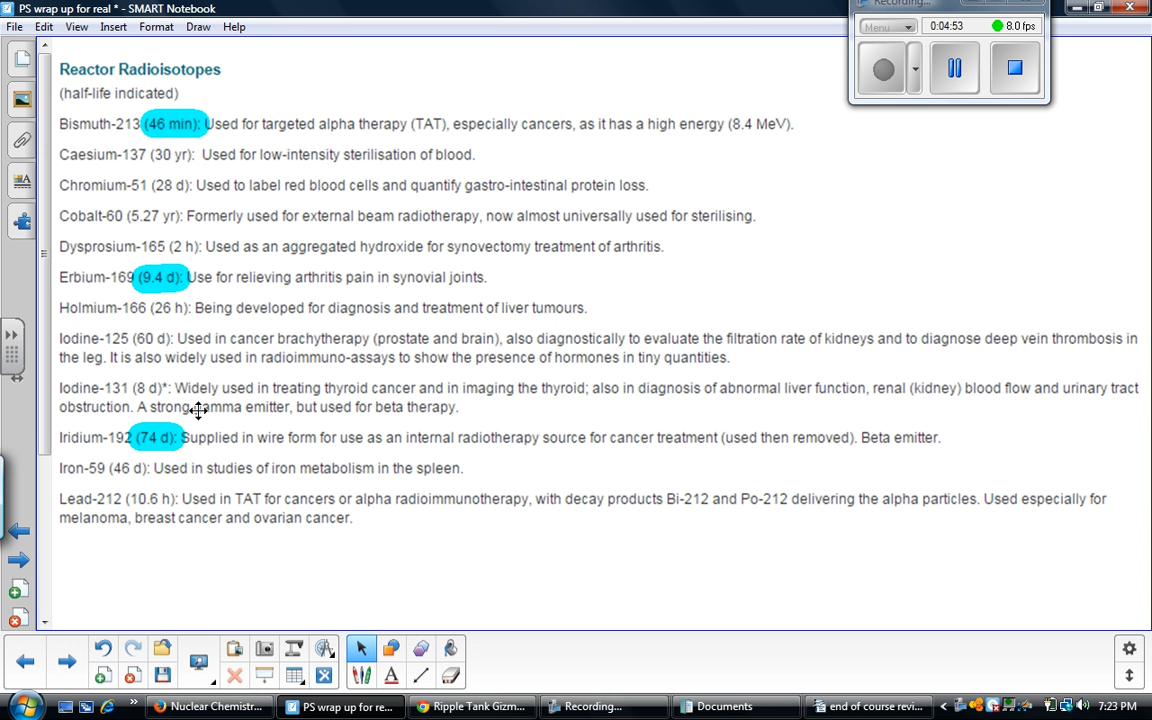 PS wrap up for real * - SMART Notebook
Recording...
File Edit View Insert Format Draw Help
Menu 0:04:53 8.0 fps
Reactor Radioisotopes
(half-life indicated)
Bismuth-213 (46 min): Used for targeted alpha therapy (TAT), especially cancers, as it has a high energy (8.4 MeV).
Caesium-137 (30 yr): Used for low-intensity sterilisation of blood.
Chromium-51 (28 d): Used to label red blood cells and quantify gastro-intestinal protein loss.
Cobalt-60 (5.27 yr): Formerly used for external beam radiotherapy, now almost universally used for sterilising.
Dysprosium-165 (2 h): Used as an aggregated hydroxide for synovectomy treatment of arthritis.
Erbium-169 (9.4 d): Use for relieving arthritis pain in synovial joints.
Holmium-166 (26 h): Being developed for diagnosis and treatment of liver tumours.
Iodine-125 (60 d): Used in cancer brachytherapy (prostate and brain), also diagnostically to evaluate the filtration rate of kidneys and to diagnose deep vein thrombosis in
the leg. It is also widely used in radioimmuno-assays to show the presence of hormones in tiny quantities.
Iodine-131 (8 d)*: Widely used in treating thyroid cancer and in imaging the thyroid; also in diagnosis of abnormal liver function, renal (kidney) blood flow and urinary tract
obstruction. A strong gamma emitter, but used for beta therapy.
Iridium-192 (74 d): Supplied in wire form for use as an internal radiotherapy source for cancer treatment (used then removed). Beta emitter.
Iron-59 (46 d): Used in studies of iron metabolism in the spleen.
Lead-212 (10.6 h): Used in TAT for cancers or alpha radioimmunotherapy, with decay products Bi-212 and Po-212 delivering the alpha particles. Used especially for
melanoma, breast cancer and ovarian cancer.
Nuclear Chemistr... PS wrap up for re... Ripple Tank Gizm... Recording... Documents end of course revi... 7:23 PM